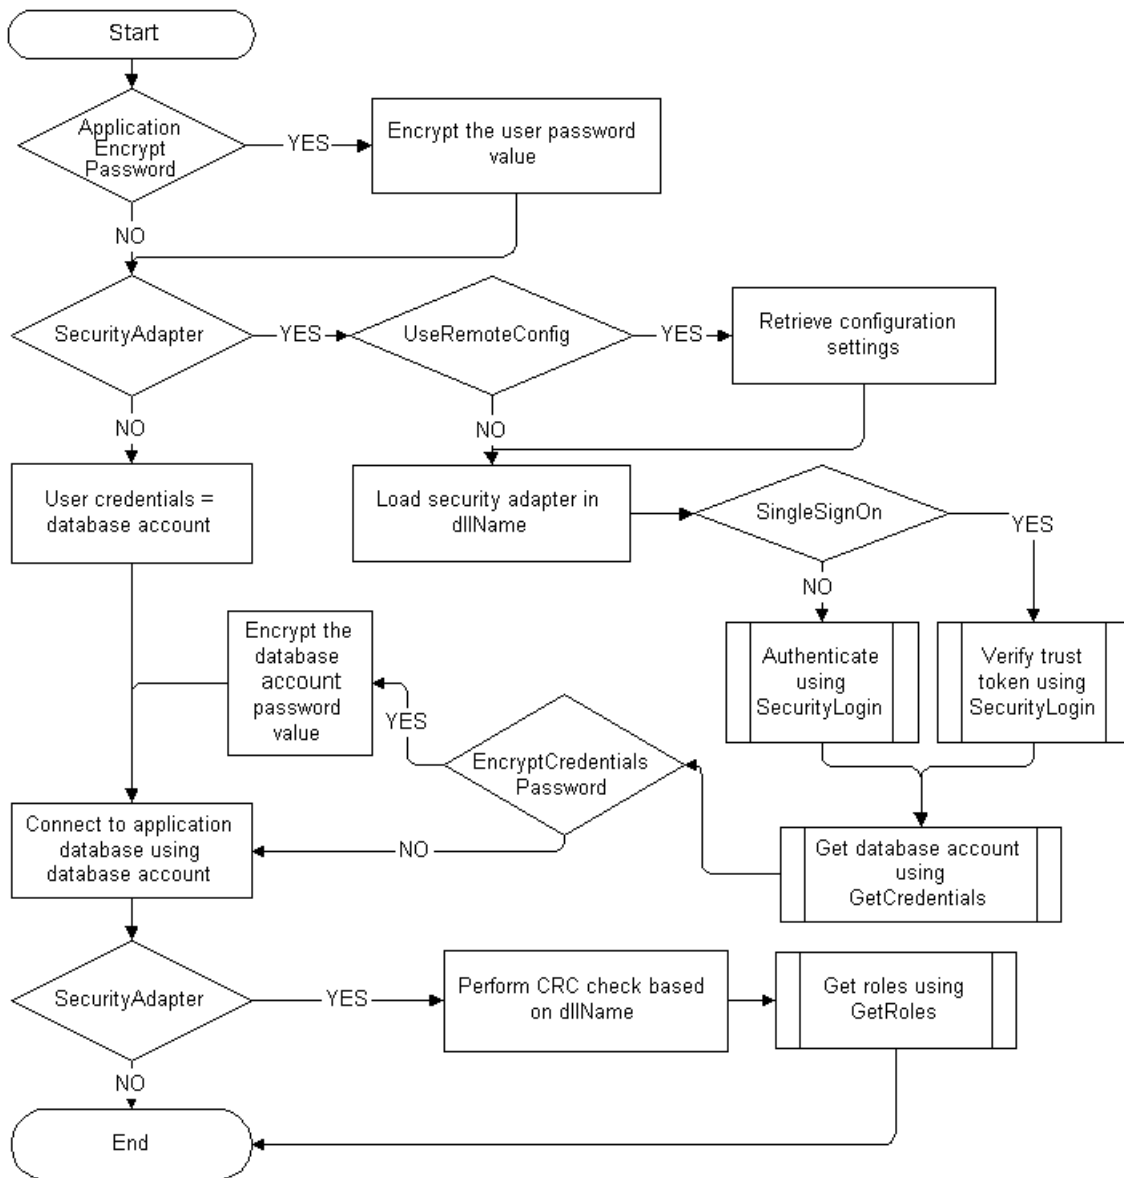 Start
Application
Encrypt
Password
YES
Encrypt the user password
value
NO
SecurityAdapter
YES
UseRemoteConfig
YES
Retrieve configuration
settings
NO
NO
User credentials =
database account
Load security adapter in
dllName
SingleSignOn
YES
NO
Encrypt the
database
account
password
value
Authenticate
using
SecurityLogin
Verify trust
token using
SecurityLogin
YES
EncryptCredentials
Password
Connect to application
database using
database account
NO
Get database account
using
GetCredentials
SecurityAdapter
YES
Perform CRC check based
on dllName
Get roles using
GetRoles
NO
End